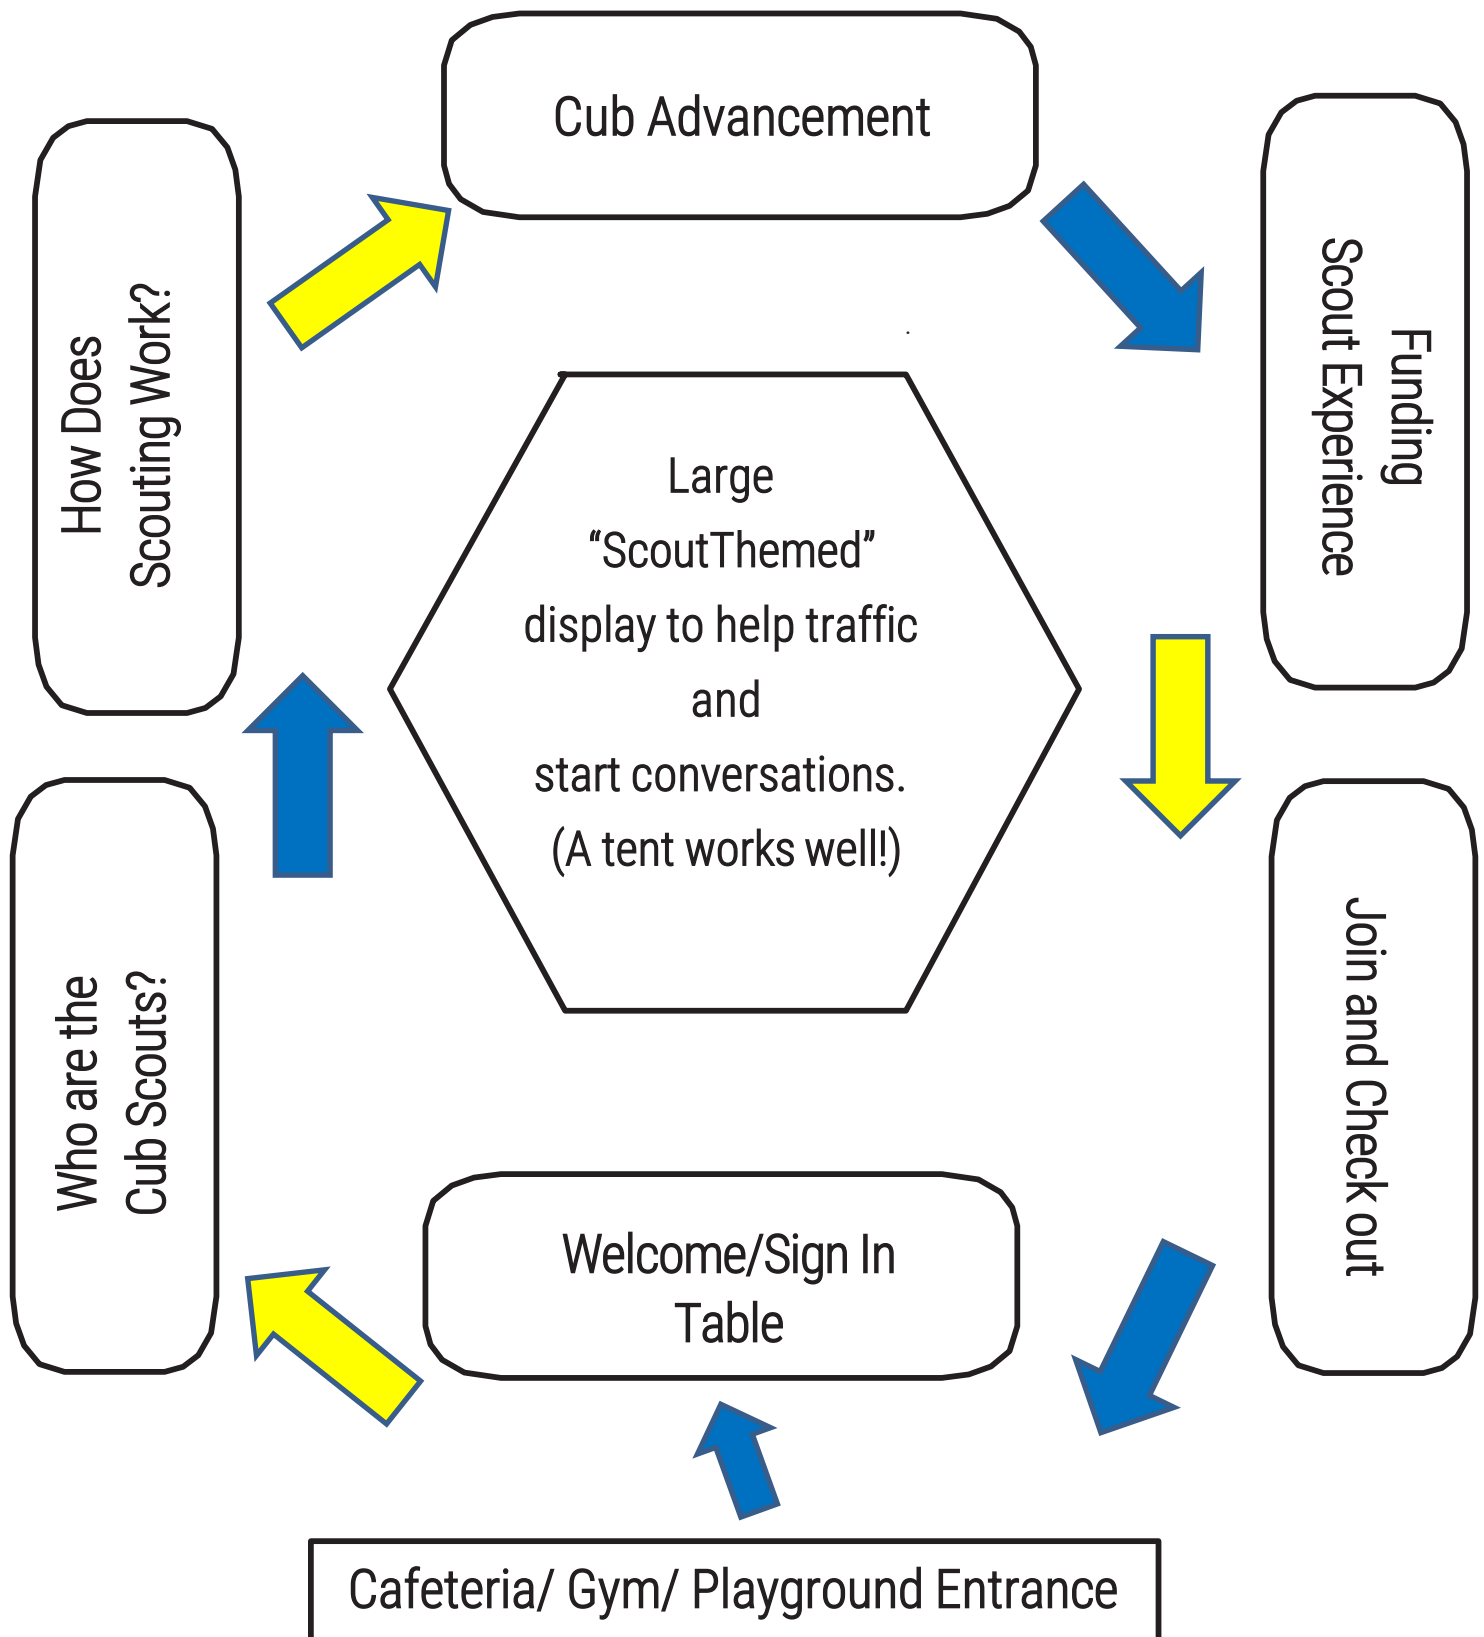 Cub Advancement
How Does
Scouting Work?
Funding
Scout Experience
Large
“ScoutThemed”
display to help traffic
and
start conversations.
(A tent works well!)
Who are the
Cub Scouts?
Join and Check out
Welcome/Sign In
Table
Cafeteria/ Gym/ Playground Entrance